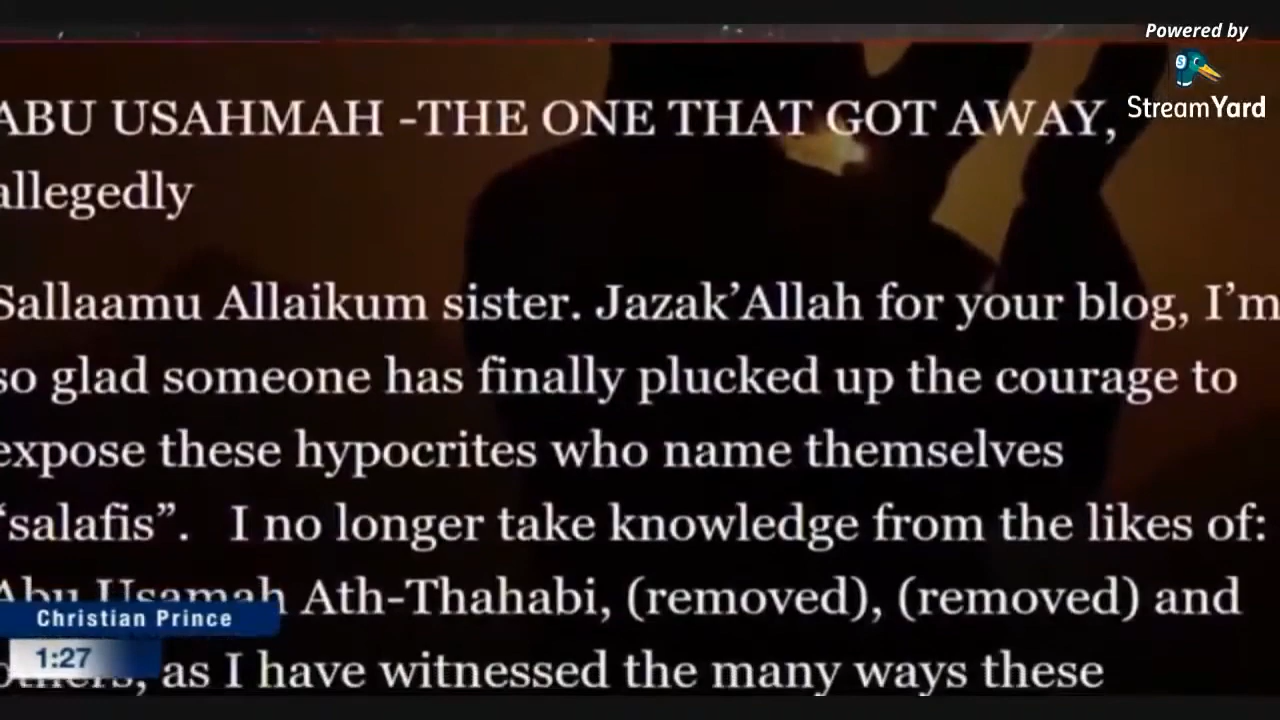 Powered by
StreamYard
ABU USAHMAH -THE ONE THAT GOT AWAY,
allegedly
Sallaamu Allaikum sister. Jazak’Allah for your blog, I’m
so glad someone has finally plucked up the courage to
expose these hypocrites who name themselves
“salafis”. I no longer take knowledge from the likes of:
Abu Usamah Ath-Thahabi, (removed), (removed) and
Christian Prince
1:27
others, as I have witnessed the many ways these